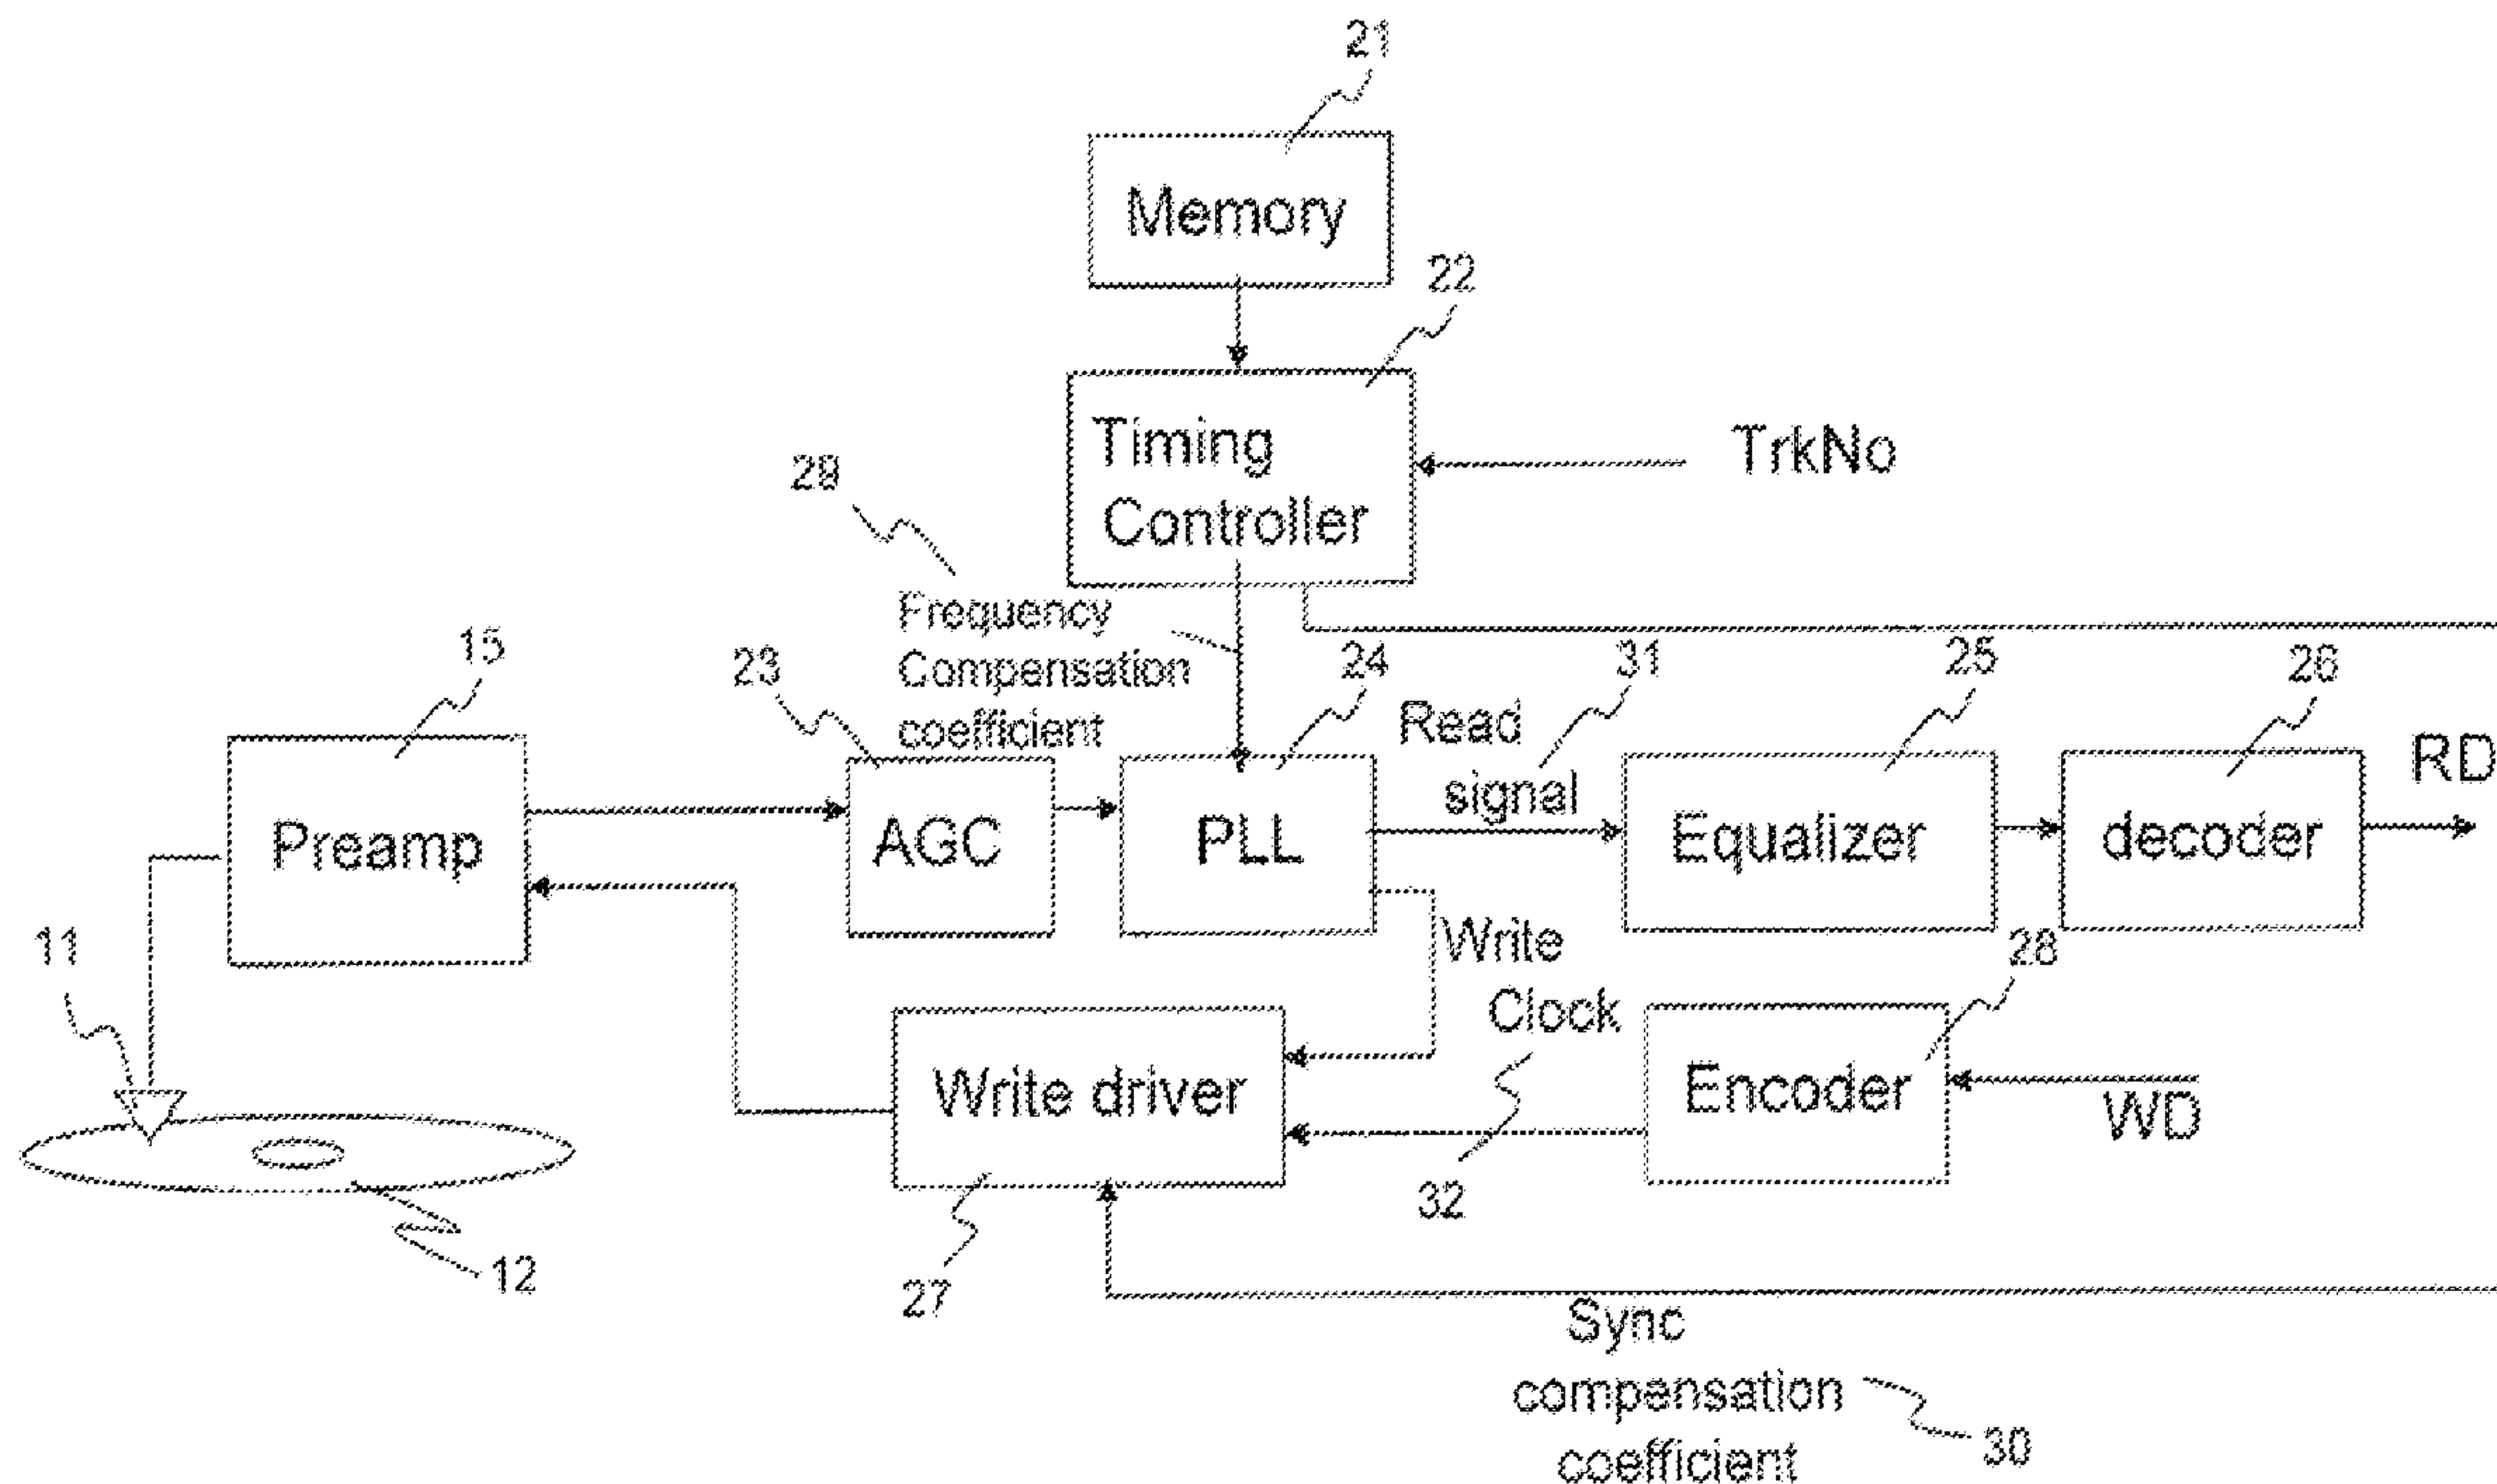 21
Memory
22
Timing
Controller
TrkNo
29
Frequency
Compensation
coefficient
15
23
24
31
25
26
Read
signal
RD
Preamp
AGC
PLL
Equalizer
decoder
11
Write
Clock
28
Write driver
Encoder
WD
32
12
27
Sync
compensation
coefficient
30